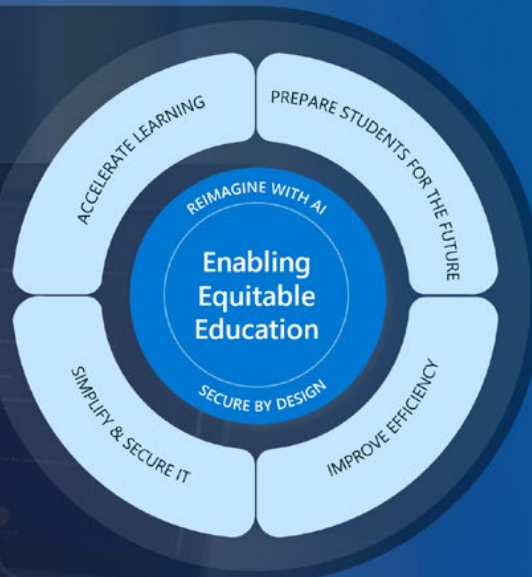 ACCELERATE LEARNING
PREPARE STUDENTS FOR THE FUTURE
REIMAGINE WITH AI
Enabling
Equitable
Education
SECURE BY DESIGN
SIMPLIFY & SECURE IT
IMPROVE EFFICIENCY